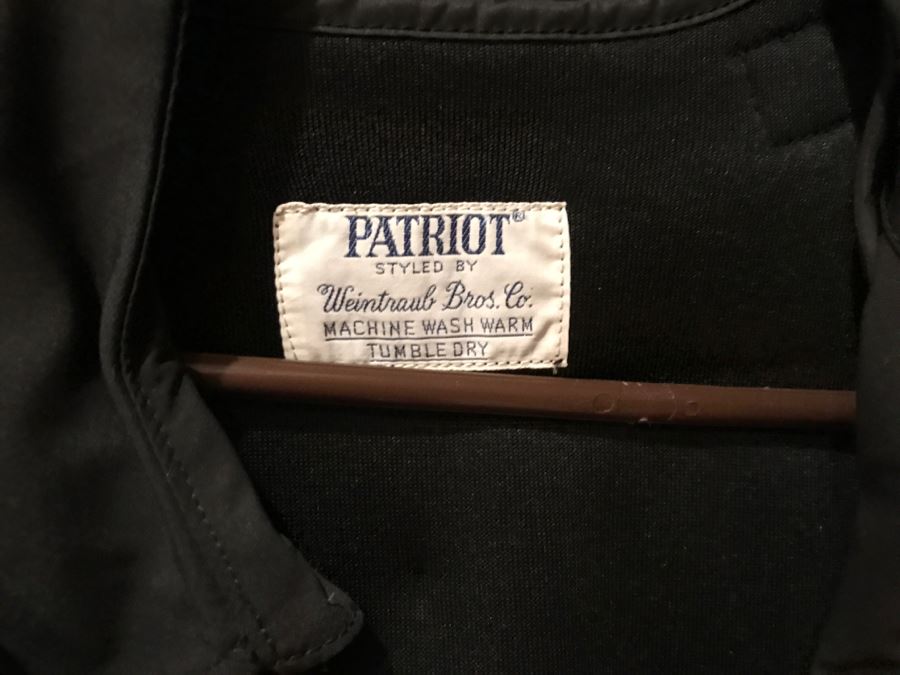 PATRIOT®
STYLED BY
Weintraub Bros. Co.
MACHINE WASH WARM
TUMBLE DRY